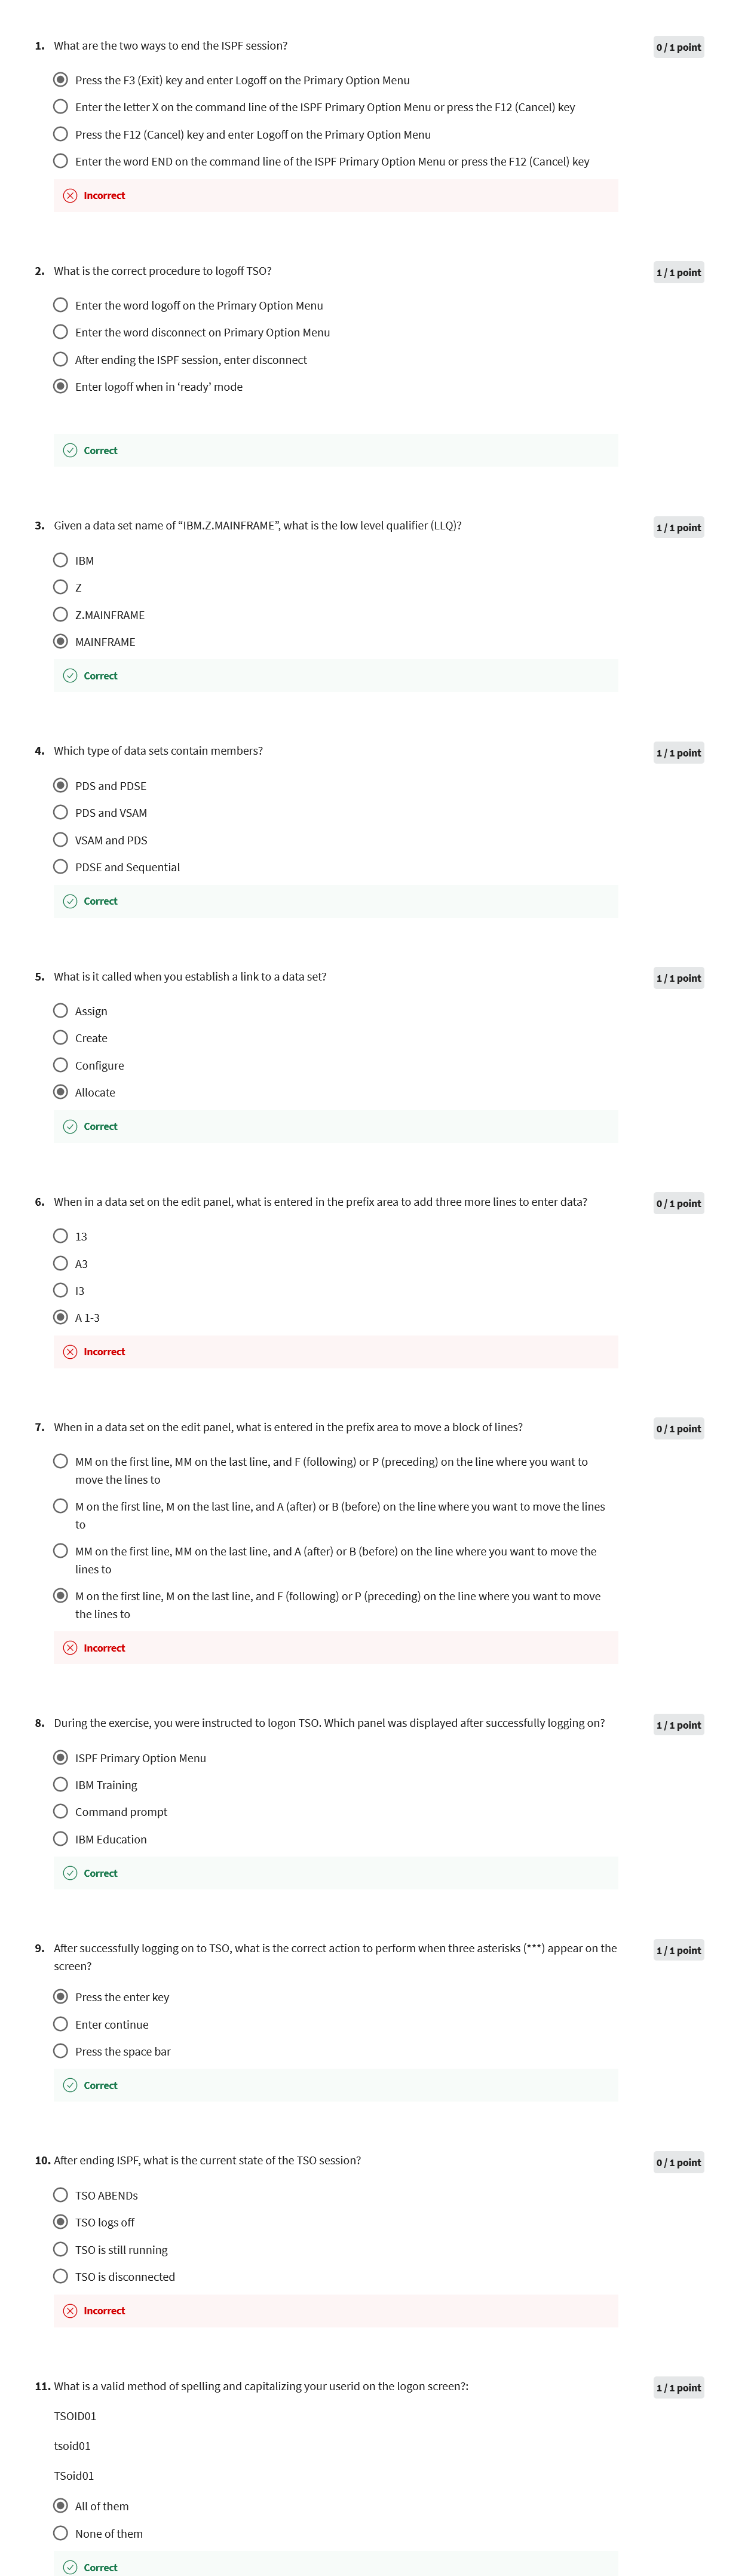 1. What are the two ways to end the ISPF session?
0 / 1 point
Press the F3 (Exit) key and enter Logoff on the Primary Option Menu
Enter the letter X on the command line of the ISPF Primary Option Menu or press the F12 (Cancel) key
Press the F12 (Cancel) key and enter Logoff on the Primary Option Menu
Enter the word END on the command line of the ISPF Primary Option Menu or press the F12 (Cancel) key
Incorrect
2. What is the correct procedure to logoff TSO?
1 / 1 point
Enter the word logoff on the Primary Option Menu
Enter the word disconnect on Primary Option Menu
After ending the ISPF session, enter disconnect
Enter logoff when in ‘ready’ mode
Correct
3. Given a data set name of “IBM.Z.MAINFRAME”, what is the low level qualifier (LLQ)?
1 / 1 point
IBM
Z
Z.MAINFRAME
MAINFRAME
Correct
4. Which type of data sets contain members?
1 / 1 point
PDS and PDSE
PDS and VSAM
VSAM and PDS
PDSE and Sequential
Correct
5. What is it called when you establish a link to a data set?
1 / 1 point
Assign
Create
Configure
Allocate
Correct
6. When in a data set on the edit panel, what is entered in the prefix area to add three more lines to enter data?
0 / 1 point
13
A3
I3
A 1-3
Incorrect
7. When in a data set on the edit panel, what is entered in the prefix area to move a block of lines?
0 / 1 point
MM on the first line, MM on the last line, and F (following) or P (preceding) on the line where you want to
move the lines to
M on the first line, M on the last line, and A (after) or B (before) on the line where you want to move the lines
to
MM on the first line, MM on the last line, and A (after) or B (before) on the line where you want to move the
lines to
M on the first line, M on the last line, and F (following) or P (preceding) on the line where you want to move
the lines to
Incorrect
8. During the exercise, you were instructed to logon TSO. Which panel was displayed after successfully logging on?
1 / 1 point
ISPF Primary Option Menu
IBM Training
Command prompt
IBM Education
Correct
9. After successfully logging on to TSO, what is the correct action to perform when three asterisks (***) appear on the
screen?
1 / 1 point
Press the enter key
Enter continue
Press the space bar
Correct
10. After ending ISPF, what is the current state of the TSO session?
0 / 1 point
TSO ABENDs
TSO logs off
TSO is still running
TSO is disconnected
Incorrect
11. What is a valid method of spelling and capitalizing your userid on the logon screen?:
1 / 1 point
TSOID01
tsoid01
TSoid01
All of them
None of them
Correct